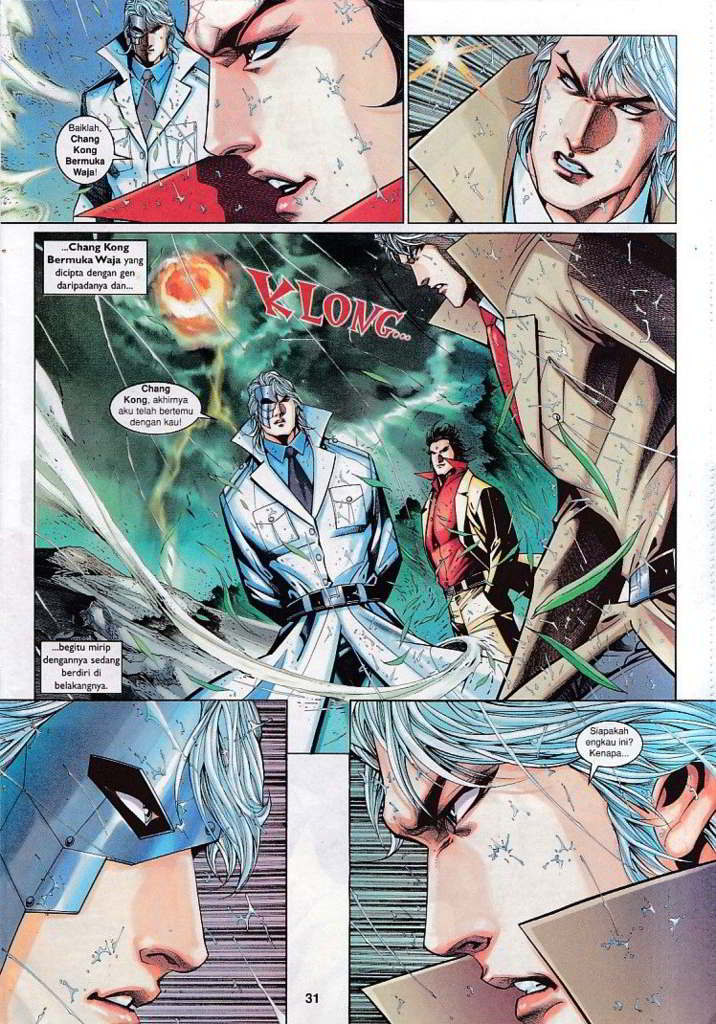 Baiklah,
Chang
Kong
Bermuka
Waja!
...Chang Kong
Bermuka Waja yang
dicipta dengan gen
daripadanya dan...
KLONG...
Chang
Kong, akhirnya
aku telah bertemu
dengan kau!
...begitu mirip
dengannya sedang
berdiri di
belakangnya.
Siapakah
engkau ini?
Kenapa...
31